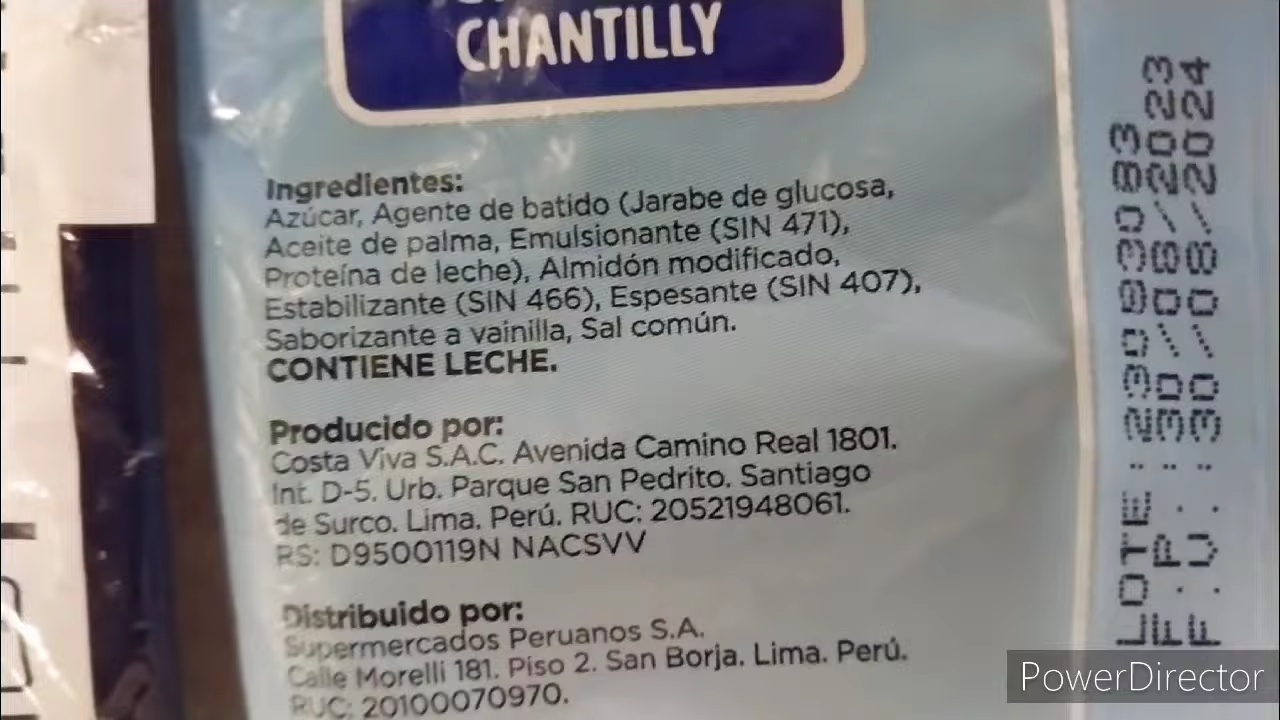 CHANTILLY
Ingredientes:
Azúcar, Agente de batido (Jarabe de glucosa,
Aceite de palma, Emulsionante (SIN 471),
Proteína de leche), Almidón modificado,
Estabilizante (SIN 466), Espesante (SIN 407),
Saborizante a vainilla, Sal común.
CONTIENE LECHE.
Producido por:
Costa Viva S.A.C. Avenida Camino Real 1801.
Int. D-5. Urb. Parque San Pedrito. Santiago
de Surco. Lima. Perú. RUC: 20521948061.
RS: D9500119N NACSVV
Distribuido por:
Supermercados Peruanos S.A.
Calle Morelli 181. Piso 2. San Borja. Lima. Perú.
RUC: 20100070970.
LOTE : 23083083
F.P. : 30/08/2023
F.V. : 30/08/2024
PowerDirector